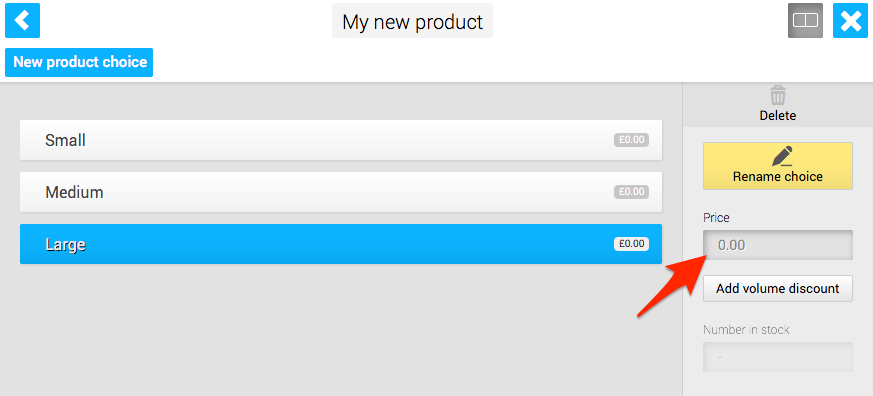 My new product
New product choice
Small
£0.00
Medium
£0.00
Large
£0.00
Delete
Rename choice
Price
0.00
Add volume discount
Number in stock
-